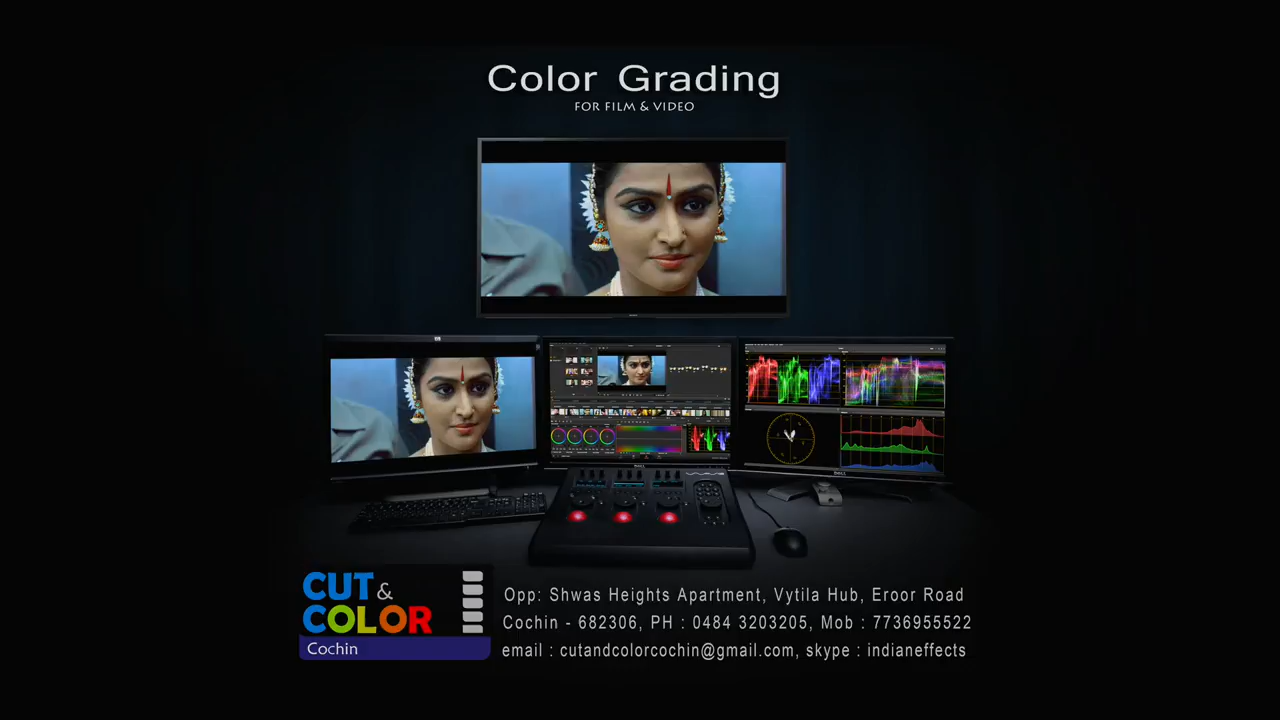 Color Grading
FOR FILM & VIDEO
CUT &
COLOR
Cochin
Opp: Shwas Heights Apartment, Vytila Hub, Eroor Road
Cochin - 682306, PH : 0484 3203205, Mob : 7736955522
email : cutandcolorcochin@gmail.com, skype : indianeffects